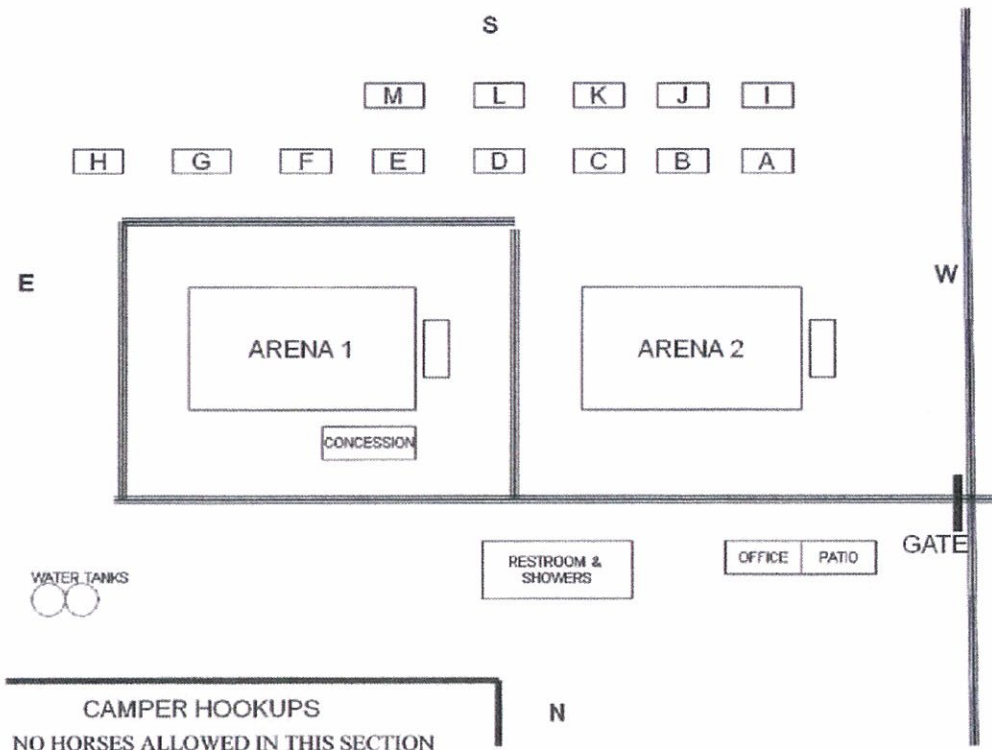 S
M L K J I
H G F E D C B A
E
W
ARENA 1
ARENA 2
CONCESSION
GATE
RESTROOM &
SHOWERS
OFFICE PATIO
WATER TANKS
CAMPER HOOKUPS
N
NO HORSES ALLOWED IN THIS SECTION